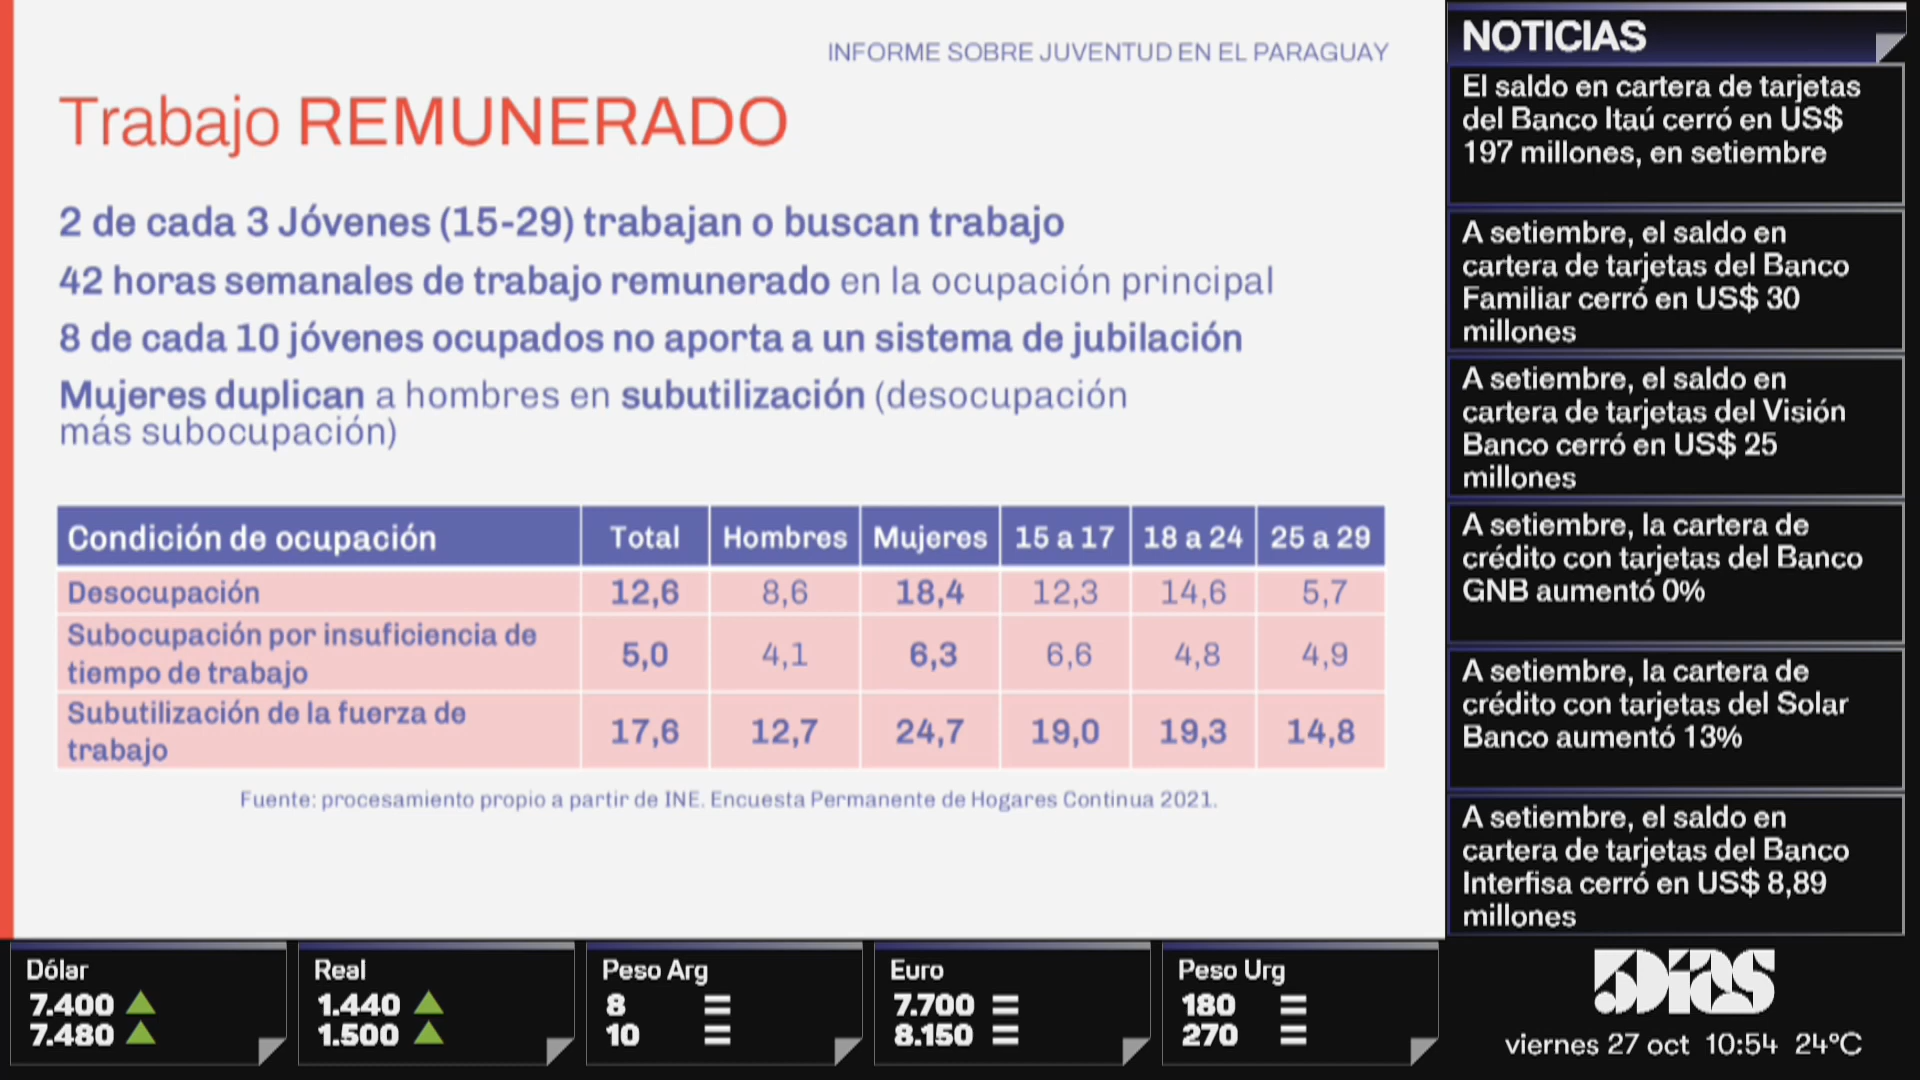 INFORME SOBRE JUVENTUD EN EL PARAGUAY
Trabajo REMUNERADO
2 de cada 3 Jóvenes (15-29) trabajan o buscan trabajo
42 horas semanales de trabajo remunerado en la ocupación principal
8 de cada 10 jóvenes ocupados no aporta a un sistema de jubilación
Mujeres duplican a hombres en subutilización (desocupación
más subocupación)
Condición de ocupación Total Hombres Mujeres 15 a 17 18 a 24 25 a 29
Desocupación 12,6 8,6 18,4 12,3 14,6 5,7
Subocupación por insuficiencia de
tiempo de trabajo 5,0 4,1 6,3 6,6 4,8 4,9
Subutilización de la fuerza de
trabajo 17,6 12,7 24,7 19,0 19,3 14,8
Fuente: procesamiento propio a partir de INE. Encuesta Permanente de Hogares Continua 2021.
NOTICIAS
El saldo en cartera de tarjetas
del Banco Itaú cerró en US$
197 millones, en setiembre
A setiembre, el saldo en
cartera de tarjetas del Banco
Familiar cerró en US$ 30
millones
A setiembre, el saldo en
cartera de tarjetas del Visión
Banco cerró en US$ 25
millones
A setiembre, la cartera de
crédito con tarjetas del Banco
GNB aumentó 0%
A setiembre, la cartera de
crédito con tarjetas del Solar
Banco aumentó 13%
A setiembre, el saldo en
cartera de tarjetas del Banco
Interfisa cerró en US$ 8,89
millones
Dólar
7.400
7.480
Real
1.440
1.500
Peso Arg
8
10
Euro
7.700
8.150
Peso Urg
180
270
5Días
viernes 27 oct 10:54 24°C